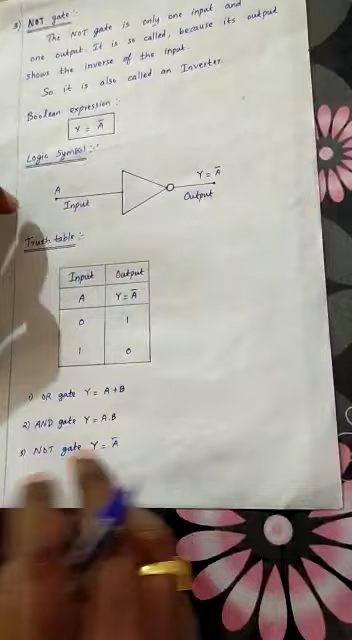 3) NOT gate :-
The NOT gate is only one input and
one output. It is so called, because its output
shows the inverse of the input.
So it is also called an Inverter.
Boolean expression :-
Y = A̅
Logic Symbol :-
A
Input
Y = A̅
Output
Truth table :-
Input Output
A Y = A̅
0 1
1 0
1) OR gate Y = A+B
2) AND gate Y = A.B
3) NOT gate Y = A̅